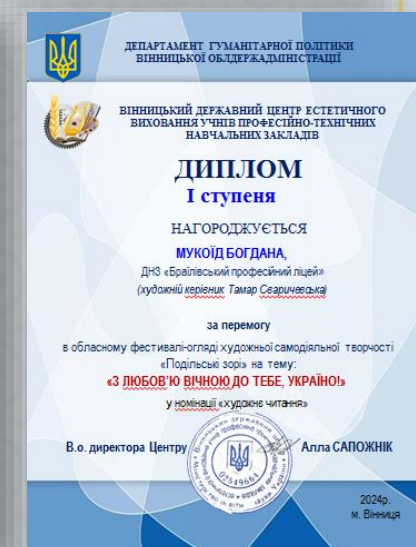 ДЕПАРТАМЕНТ ГУМАНІТАРНОЇ ПОЛІТИКИ
ВІННИЦЬКОЇ ОБЛДЕРЖАДМІНІСТРАЦІЇ
ВІННИЦЬКИЙ ДЕРЖАВНИЙ ЦЕНТР ЕСТЕТИЧНОГО
ВИХОВАННЯ УЧНІВ ПРОФЕСІЙНО-ТЕХНІЧНИХ
НАВЧАЛЬНИХ ЗАКЛАДІВ
ДИПЛОМ
І ступеня
НАГОРОДЖУЄТЬСЯ
МУКОЇД БОГДАНА,
ДНЗ «Браїлівський професійний ліцей»
(художній керівник Тамар Сваричевська)
за перемогу
в обласному фестивалі-огляді художньої самодіяльної творчості
«Подільські зорі» на тему:
«З ЛЮБОВ'Ю ВІЧНОЮ ДО ТЕБЕ, УКРАЇНО!»
у номінації «художнє читання»
В.о. директора Центру Алла САПОЖНІК
02549664
2024р.
м. Вінниця